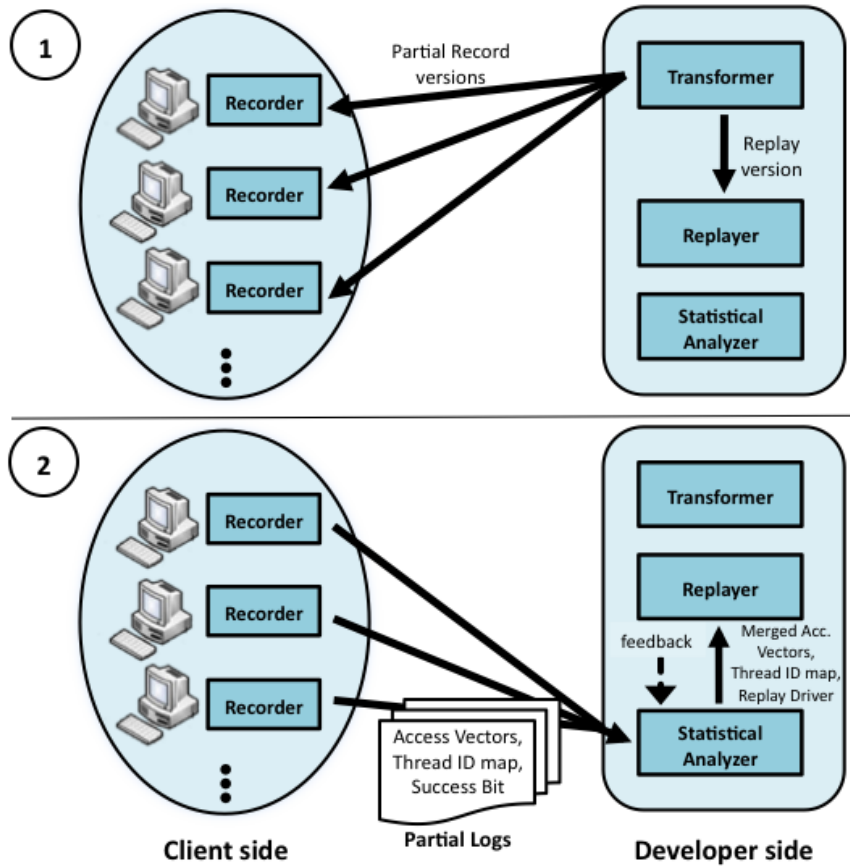 1
Partial Record
versions
Transformer
Recorder
Replay
version
Recorder
Replayer
Recorder
Statistical
Analyzer
2
Transformer
Recorder
Replayer
Recorder
feedback
Merged Acc.
Vectors,
Thread ID map,
Replay Driver
Recorder
Access Vectors,
Thread ID map,
Success Bit
Statistical
Analyzer
Partial Logs
Client side
Developer side